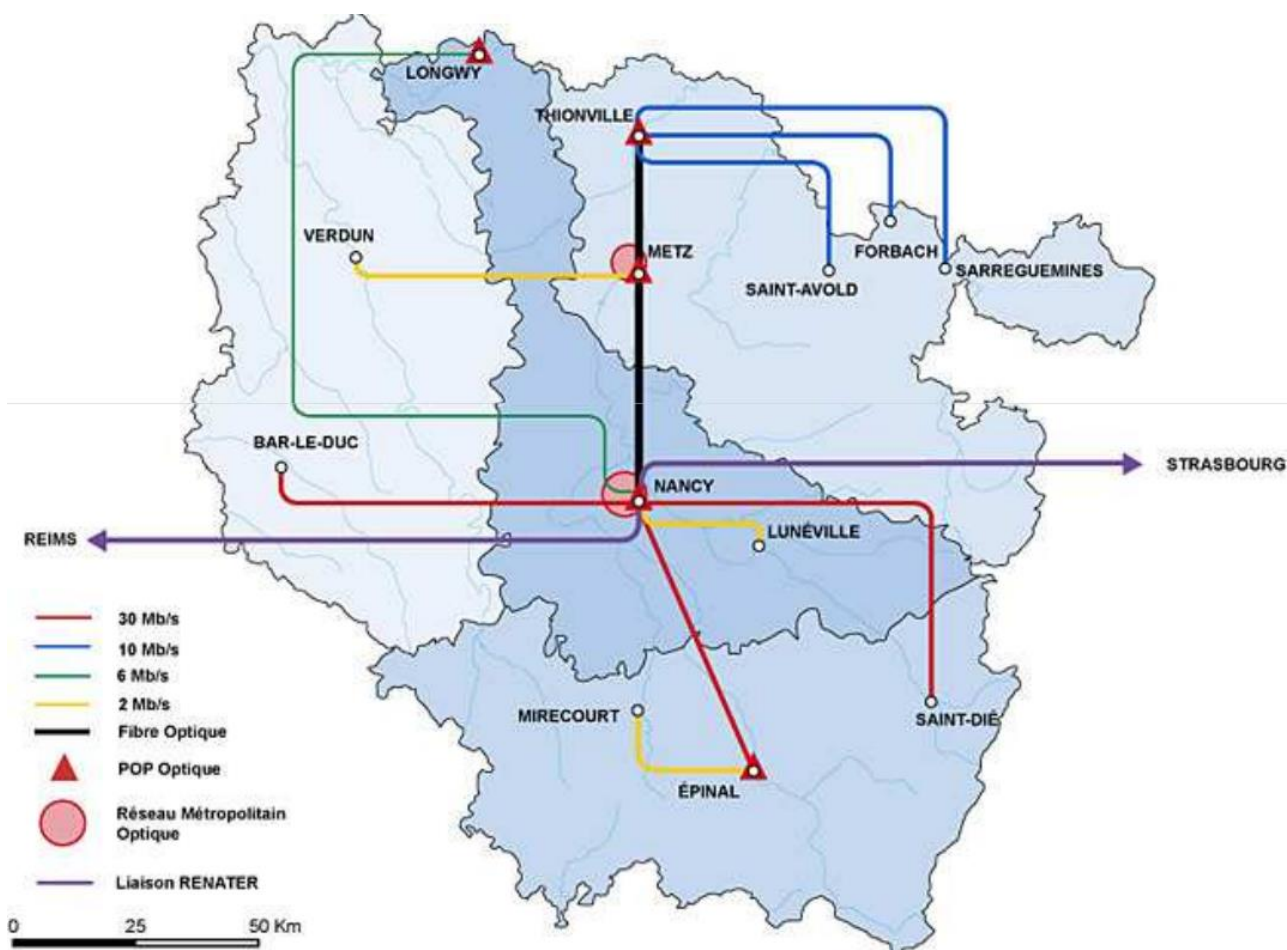 LONGWY
THIONVILLE
VERDUN
METZ
FORBACH
SARREGUEMINES
SAINT-AVOLD
BAR-LE-DUC
STRASBOURG
NANCY
REIMS
LUNÉVILLE
30 Mb/s
10 Mb/s
6 Mb/s
2 Mb/s
Fibre Optique
MIRECOURT
SAINT-DIÉ
POP Optique
ÉPINAL
Réseau Métropolitain
Optique
Liaison RENATER
0 25 50 Km